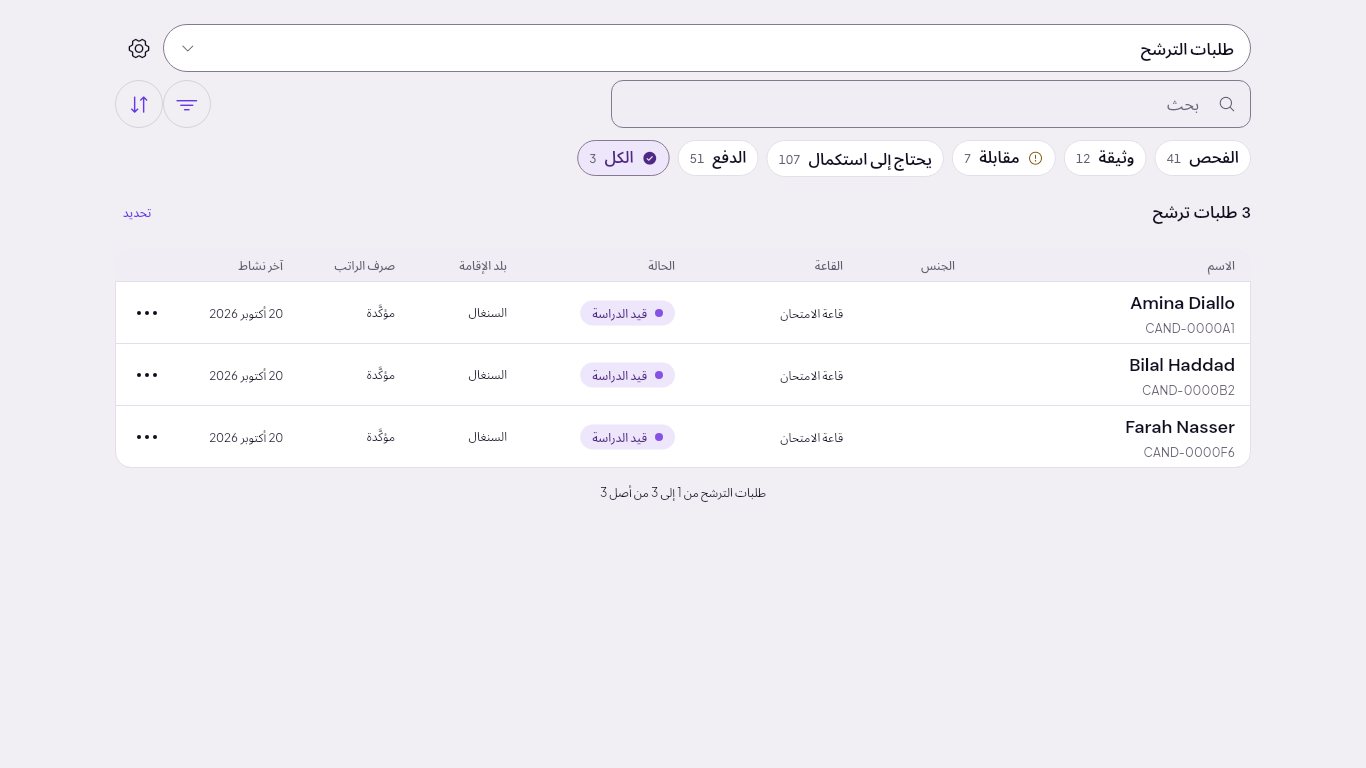 طلبات الترشح
بحث
الفحص 41
وثيقة 12
مقابلة 7
يحتاج إلى استكمال 107
الدفع 51
الكل 3
3 طلبات ترشح
تحديد
الاسم الجنس القاعة الحالة بلد الإقامة صرف الراتب آخر نشاط
Amina Diallo
CAND-0000A1
قاعة الامتحان قيد الدراسة السنغال مؤكَّدة 20 أكتوبر 2026
Bilal Haddad
CAND-0000B2
قاعة الامتحان قيد الدراسة السنغال مؤكَّدة 20 أكتوبر 2026
Farah Nasser
CAND-0000F6
قاعة الامتحان قيد الدراسة السنغال مؤكَّدة 20 أكتوبر 2026
طلبات الترشح من 1 إلى 3 من أصل 3